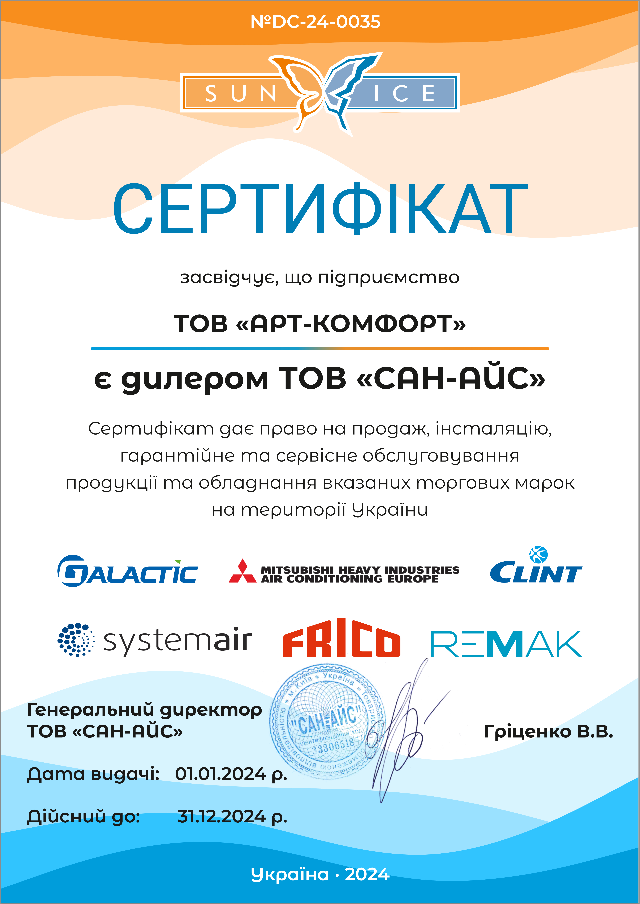 №DC-24-0035
SUN ICE
СЕРТИФІКАТ
засвідчує, що підприємство
ТОВ «АРТ-КОМФОРТ»
є дилером ТОВ «САН-АЙС»
Сертифікат дає право на продаж, інсталяцію,
гарантійне та сервісне обслуговування
продукції та обладнання вказаних торгових марок
на території України
GALACTIC
MITSUBISHI HEAVY INDUSTRIES
AIR CONDITIONING EUROPE
CLINT
systemair
FRICO
REMAK
Генеральний директор
ТОВ «САН-АЙС»
"САН-АЙС"
Гріценко В.В.
Дата видачі: 01.01.2024 р.
Дійсний до: 31.12.2024 р.
Україна · 2024